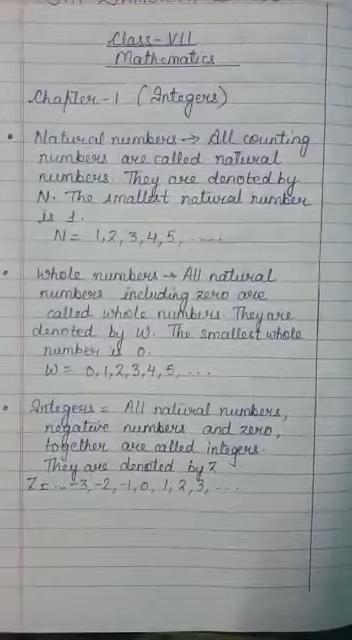 Class-VII
Mathematics
Chapter-1 (Integers)
• Natural numbers → All counting
numbers are called natural
numbers. They are denoted by
N. The smallest natural number
is 1.
N = 1,2,3,4,5, .....
• Whole numbers → All natural
numbers including zero are
called whole numbers. They are
denoted by W. The smallest whole
number is 0.
W = 0,1,2,3,4,5, ...
• Integers = All natural numbers,
negative numbers and zero,
together are called integers.
They are denoted by Z
Z = ... -3,-2,-1,0,1,2,3, ...